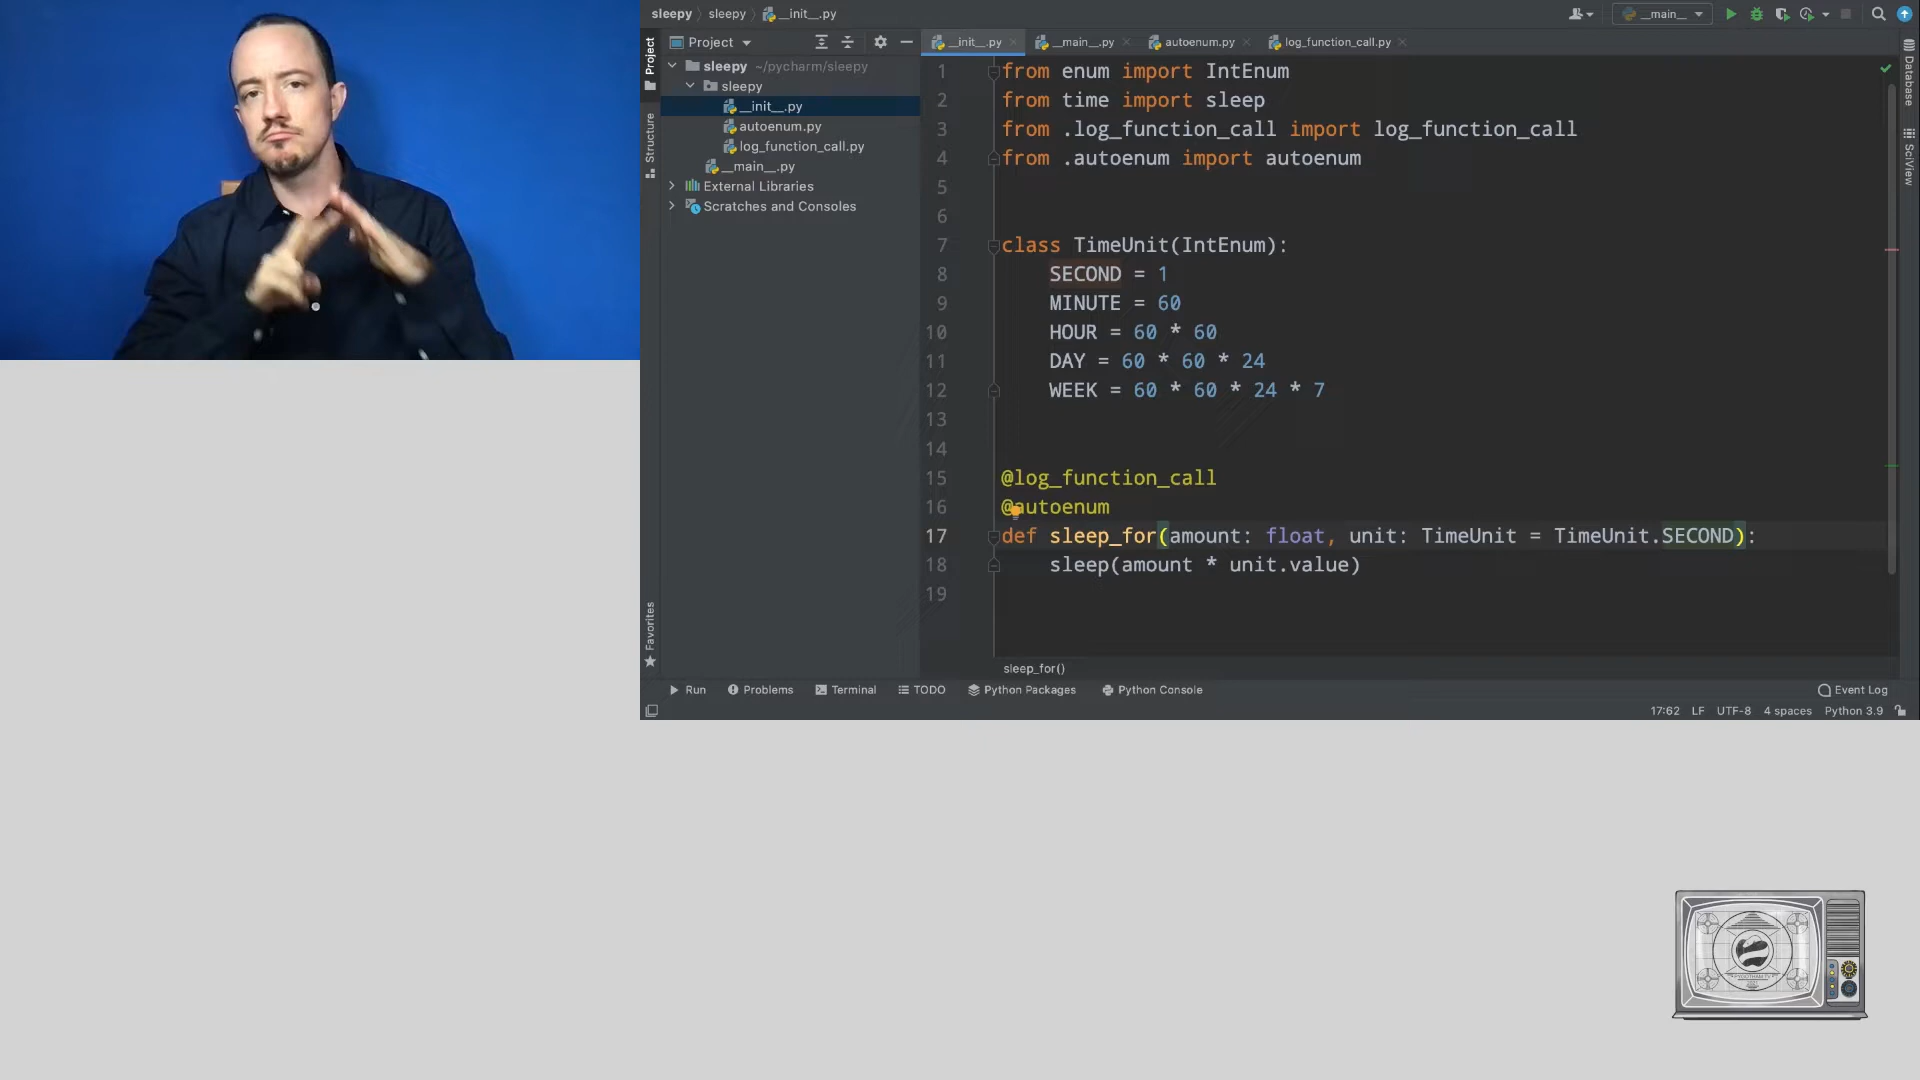 sleepy sleepy __init__.py
__main__
Project
__init__.py
__main__.py
autoenum.py
log_function_call.py
sleepy ~/pycharm/sleepy
sleepy
__init__.py
autoenum.py
log_function_call.py
__main__.py
External Libraries
Scratches and Consoles
Project
Structure
Favorites
1 from enum import IntEnum
2 from time import sleep
3 from .log_function_call import log_function_call
4 from .autoenum import autoenum
5
6
7 class TimeUnit(IntEnum):
8 SECOND = 1
9 MINUTE = 60
10 HOUR = 60 * 60
11 DAY = 60 * 60 * 24
12 WEEK = 60 * 60 * 24 * 7
13
14
15 @log_function_call
16 @autoenum
17 def sleep_for(amount: float, unit: TimeUnit = TimeUnit.SECOND):
18 sleep(amount * unit.value)
19
sleep_for()
Database
SciView
Run Problems Terminal TODO Python Packages Python Console Event Log
17:62 LF UTF-8 4 spaces Python 3.9